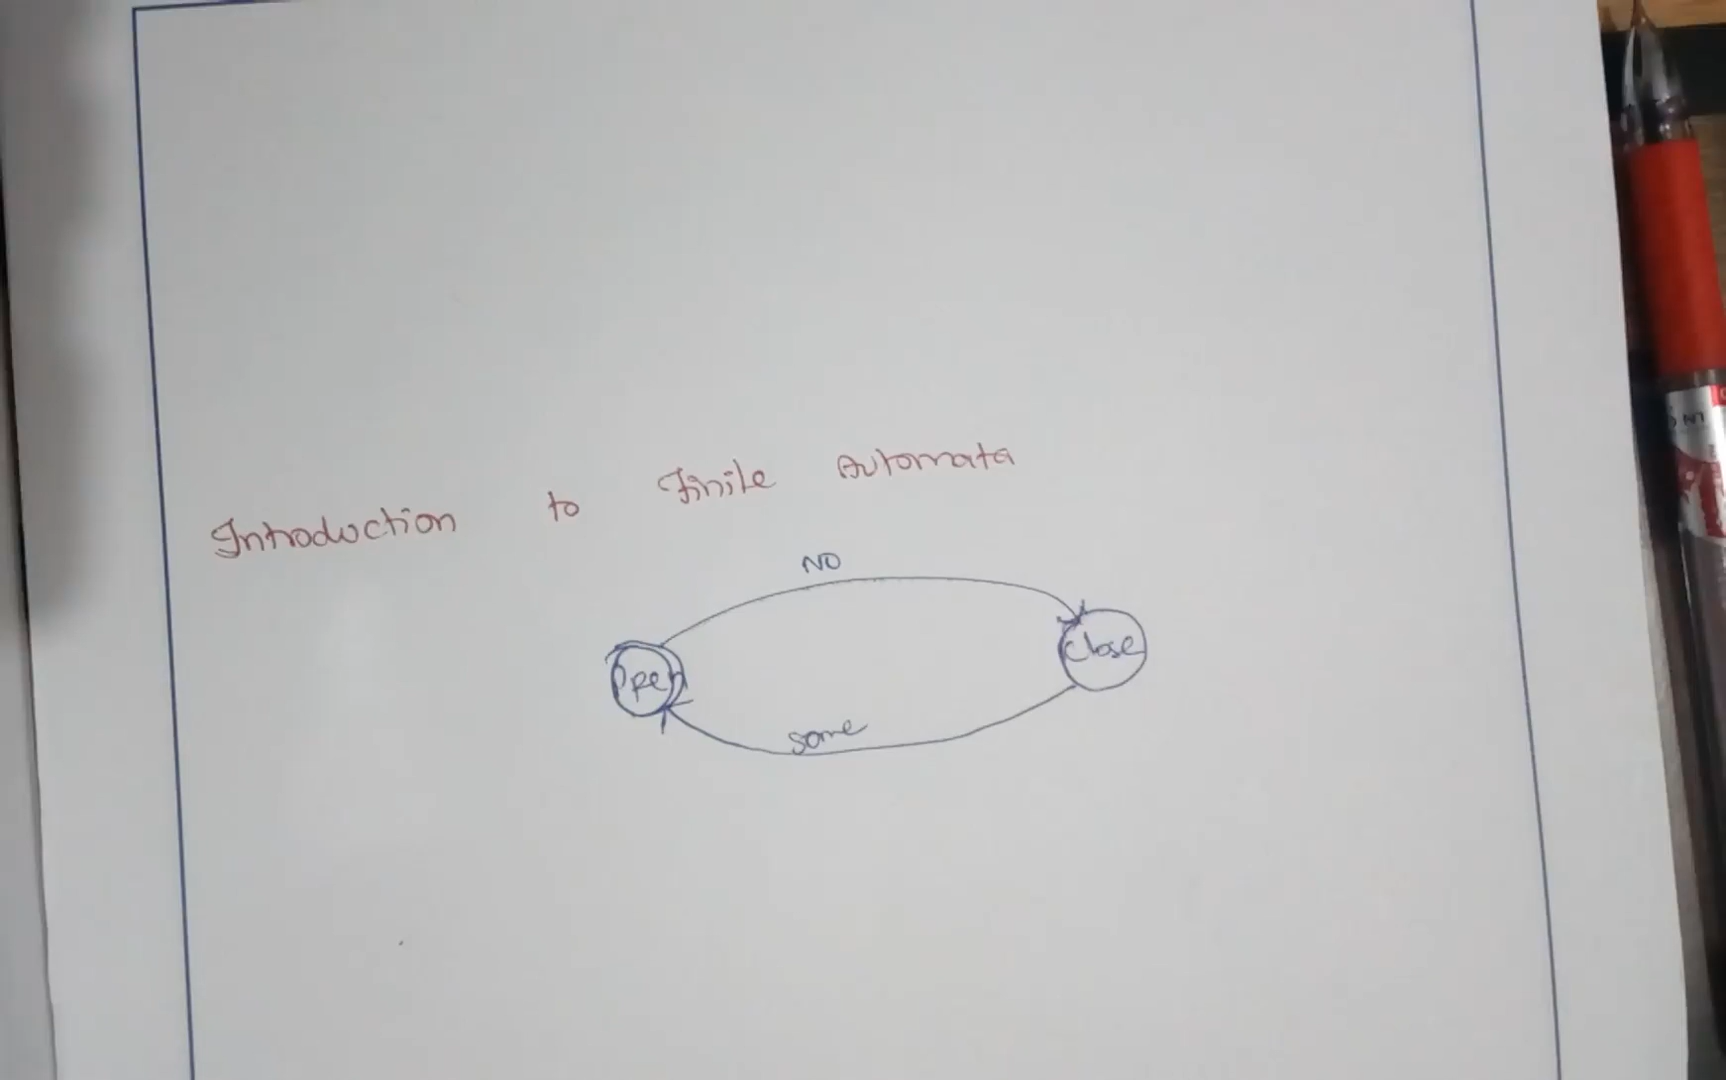 Introduction to Finite Automata
NO
Open
Close
some